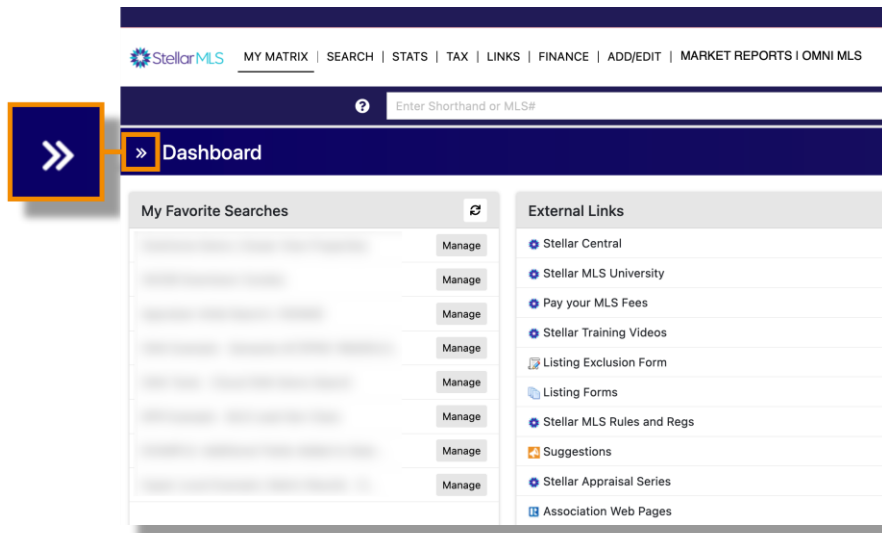 StellarMLS MY MATRIX | SEARCH | STATS | TAX | LINKS | FINANCE | ADD/EDIT | MARKET REPORTS I OMNI MLS
Enter Shorthand or MLS#
» » Dashboard
My Favorite Searches
Manage
Manage
Manage
Manage
Manage
Manage
Manage
Manage
External Links
Stellar Central
Stellar MLS University
Pay your MLS Fees
Stellar Training Videos
Listing Exclusion Form
Listing Forms
Stellar MLS Rules and Regs
Suggestions
Stellar Appraisal Series
Association Web Pages